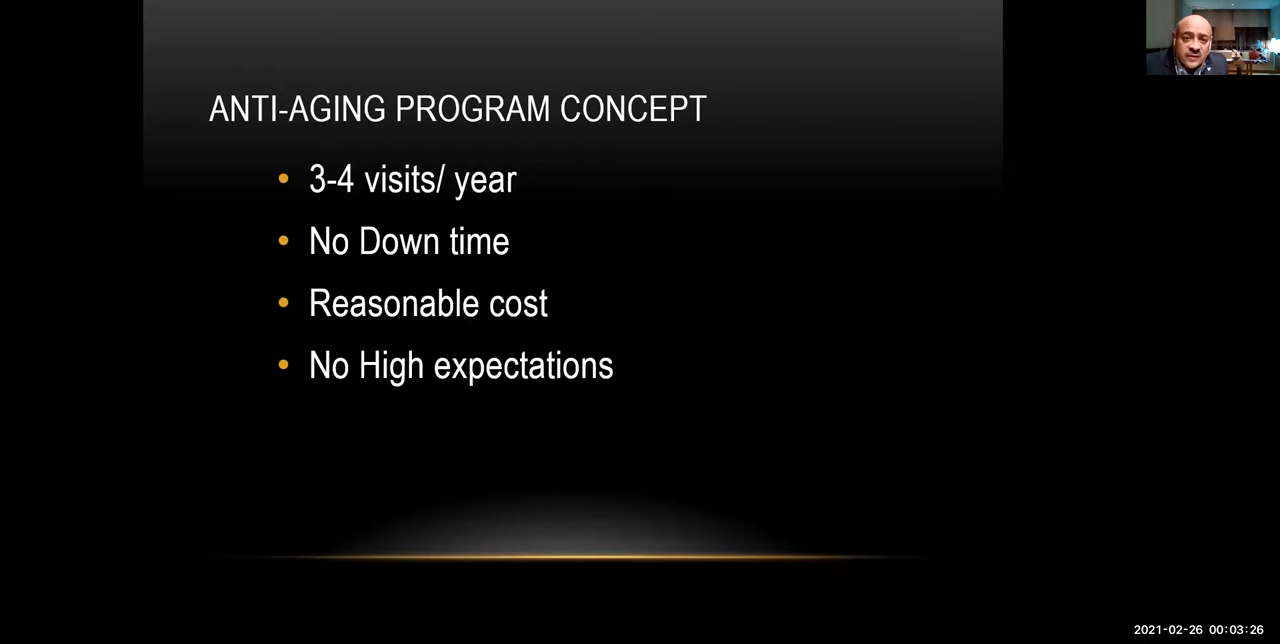 ANTI-AGING PROGRAM CONCEPT
• 3-4 visits/ year
• No Down time
• Reasonable cost
• No High expectations
2021-02-26 00:03:26